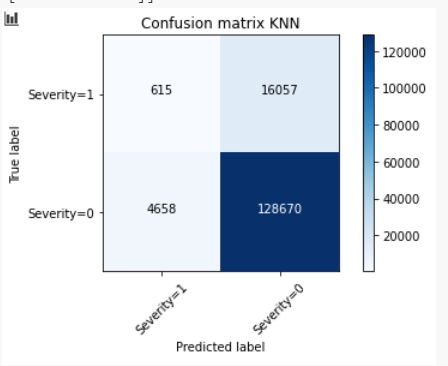 Confusion matrix KNN
120000
Severity=1
615
16057
100000
80000
True label
60000
Severity=0
4658
128670
40000
20000
Severity=1
Severity=0
Predicted label